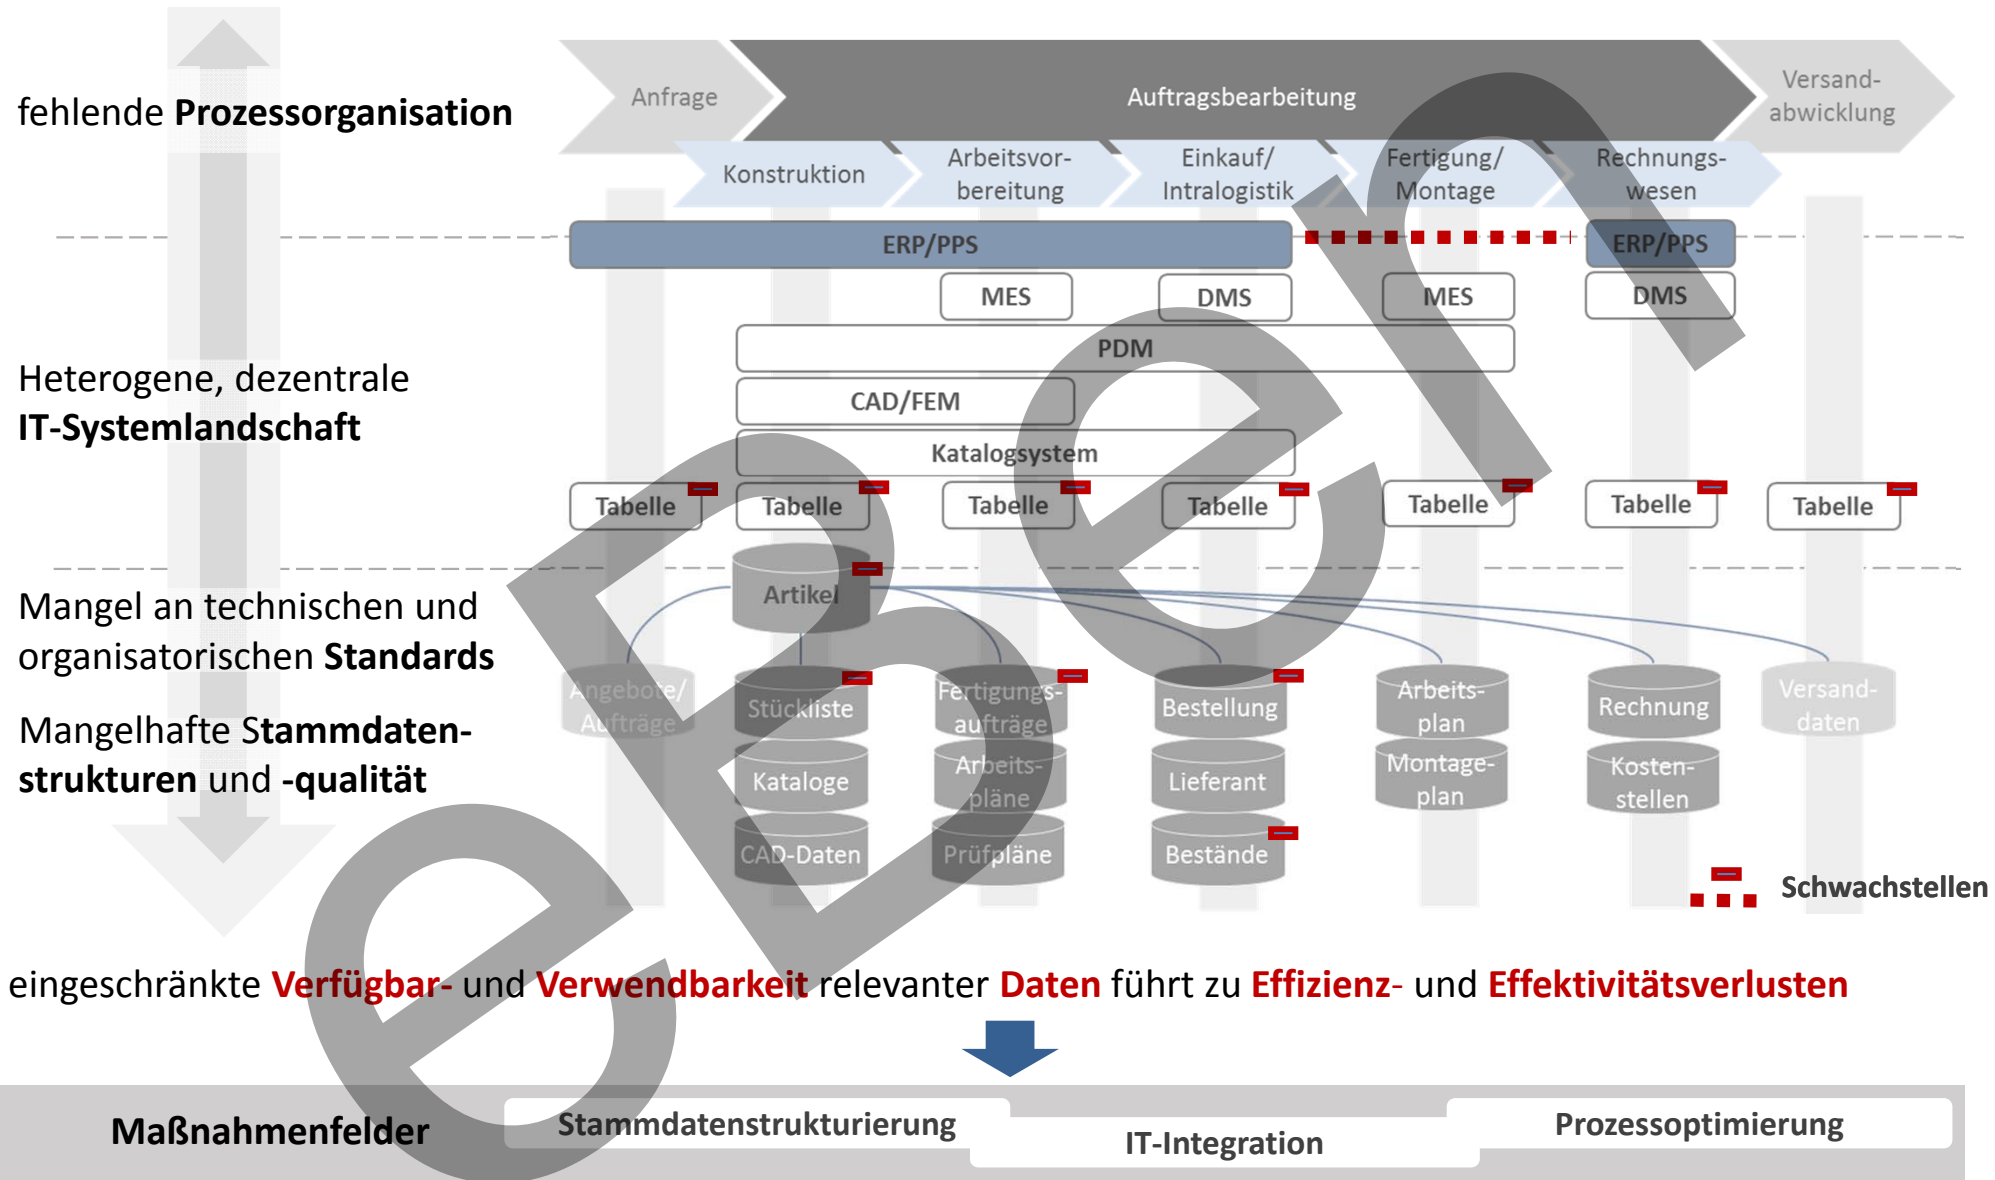 fehlende Prozessorganisation
Anfrage
Auftragsbearbeitung
Versand-
abwicklung
Konstruktion
Arbeitsvor-
bereitung
Einkauf/
Intralogistik
Fertigung/
Montage
Rechnungs-
wesen
ERP/PPS
ERP/PPS
MES
DMS
MES
DMS
PDM
Heterogene, dezentrale
IT-Systemlandschaft
CAD/FEM
Katalogsystem
Tabelle
Tabelle
Tabelle
Tabelle
Tabelle
Tabelle
Tabelle
Artikel
Mangel an technischen und
organisatorischen Standards
Mangelhafte Stammdaten-
strukturen und -qualität
Angebote/
Aufträge
Stückliste
Fertigungs-
aufträge
Bestellung
Arbeits-
plan
Rechnung
Versand-
daten
Kataloge
Arbeits-
pläne
Lieferant
Montage-
plan
Kosten-
stellen
CAD-Daten
Prüfpläne
Bestände
Schwachstellen
eingeschränkte Verfügbar- und Verwendbarkeit relevanter Daten führt zu Effizienz- und Effektivitätsverlusten
Maßnahmenfelder
Stammdatenstrukturierung
IT-Integration
Prozessoptimierung
eBen